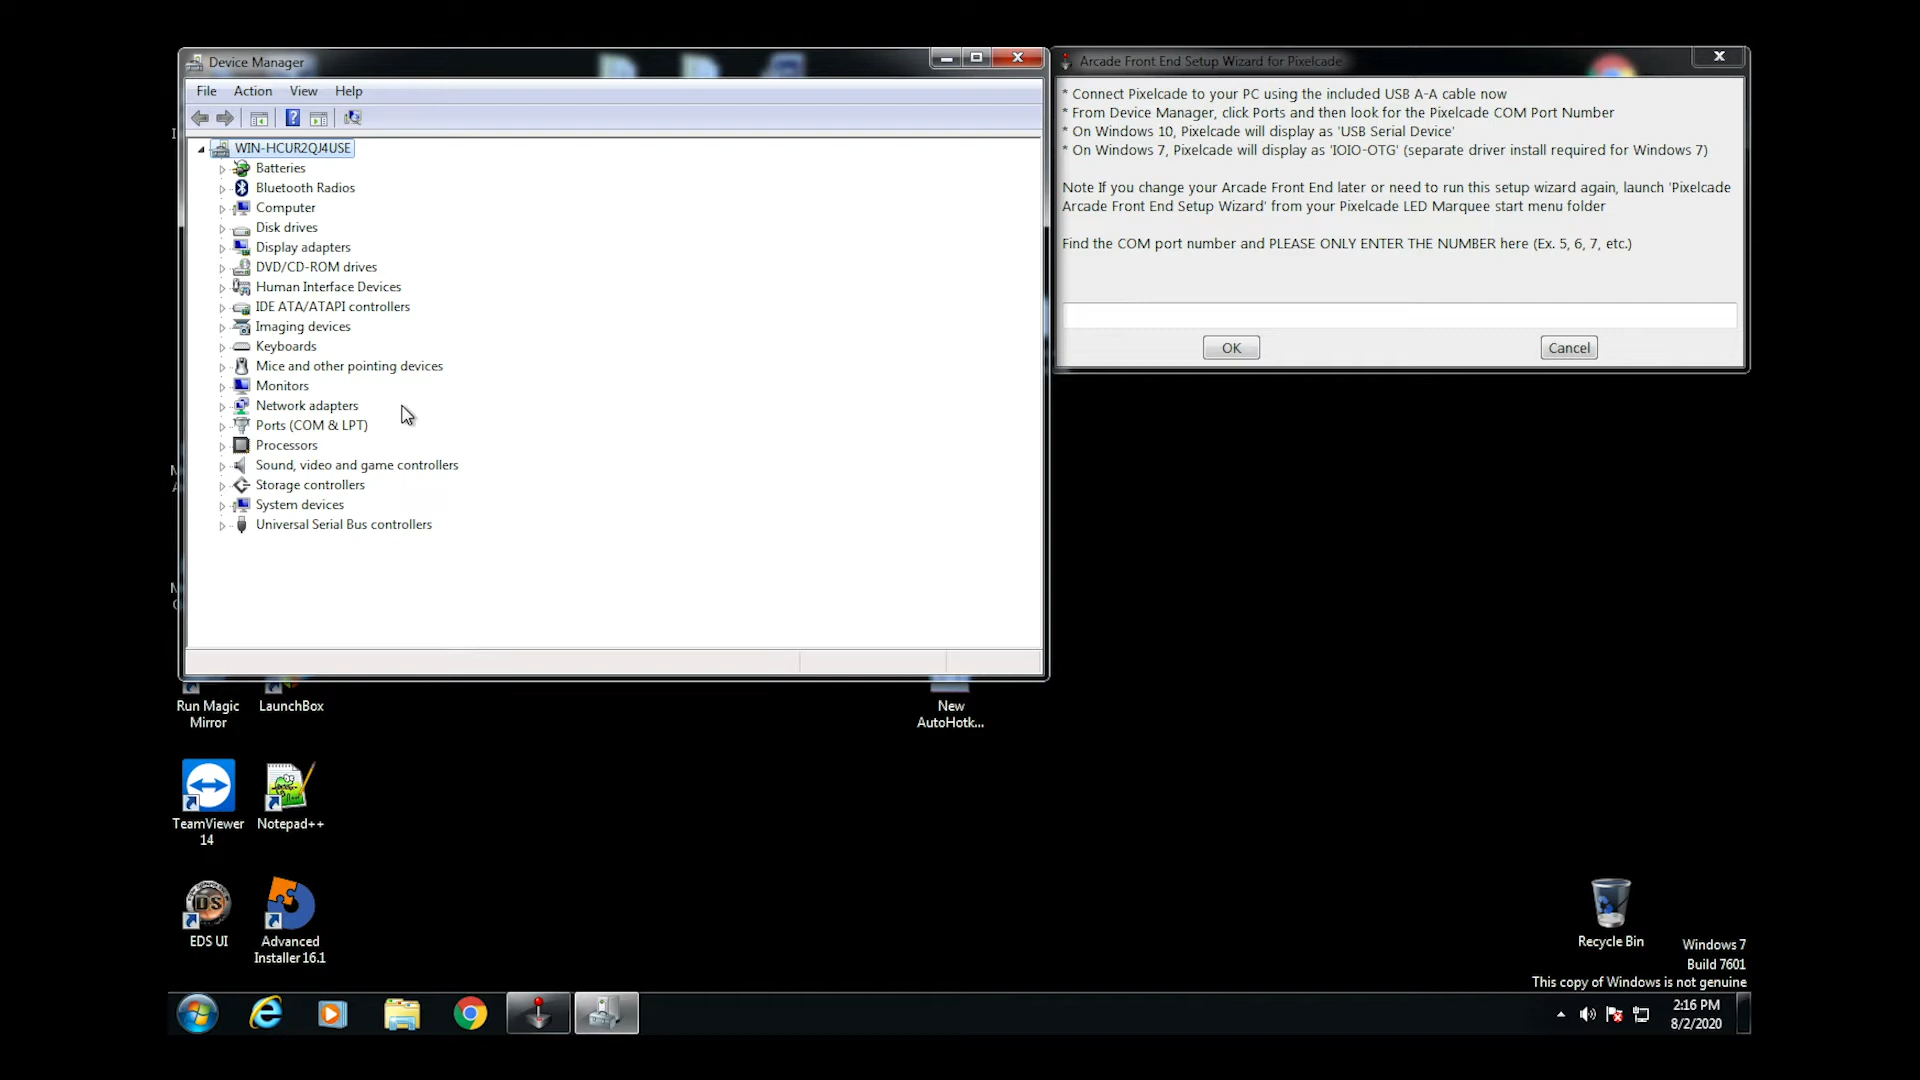 Device Manager
File Action View Help
WIN-HCUR2QJ4USE
Batteries
Bluetooth Radios
Computer
Disk drives
Display adapters
DVD/CD-ROM drives
Human Interface Devices
IDE ATA/ATAPI controllers
Imaging devices
Keyboards
Mice and other pointing devices
Monitors
Network adapters
Ports (COM & LPT)
Processors
Sound, video and game controllers
Storage controllers
System devices
Universal Serial Bus controllers
Arcade Front End Setup Wizard for Pixelcade
* Connect Pixelcade to your PC using the included USB A-A cable now
* From Device Manager, click Ports and then look for the Pixelcade COM Port Number
* On Windows 10, Pixelcade will display as 'USB Serial Device'
* On Windows 7, Pixelcade will display as 'IOIO-OTG' (separate driver install required for Windows 7)
Note If you change your Arcade Front End later or need to run this setup wizard again, launch 'Pixelcade
Arcade Front End Setup Wizard' from your Pixelcade LED Marquee start menu folder
Find the COM port number and PLEASE ONLY ENTER THE NUMBER here (Ex. 5, 6, 7, etc.)
OK Cancel
Run Magic
Mirror
LaunchBox
New
AutoHotk...
TeamViewer
14
Notepad++
DS
EDS UI
Advanced
Installer 16.1
Recycle Bin
Windows 7
Build 7601
This copy of Windows is not genuine
2:16 PM
8/2/2020